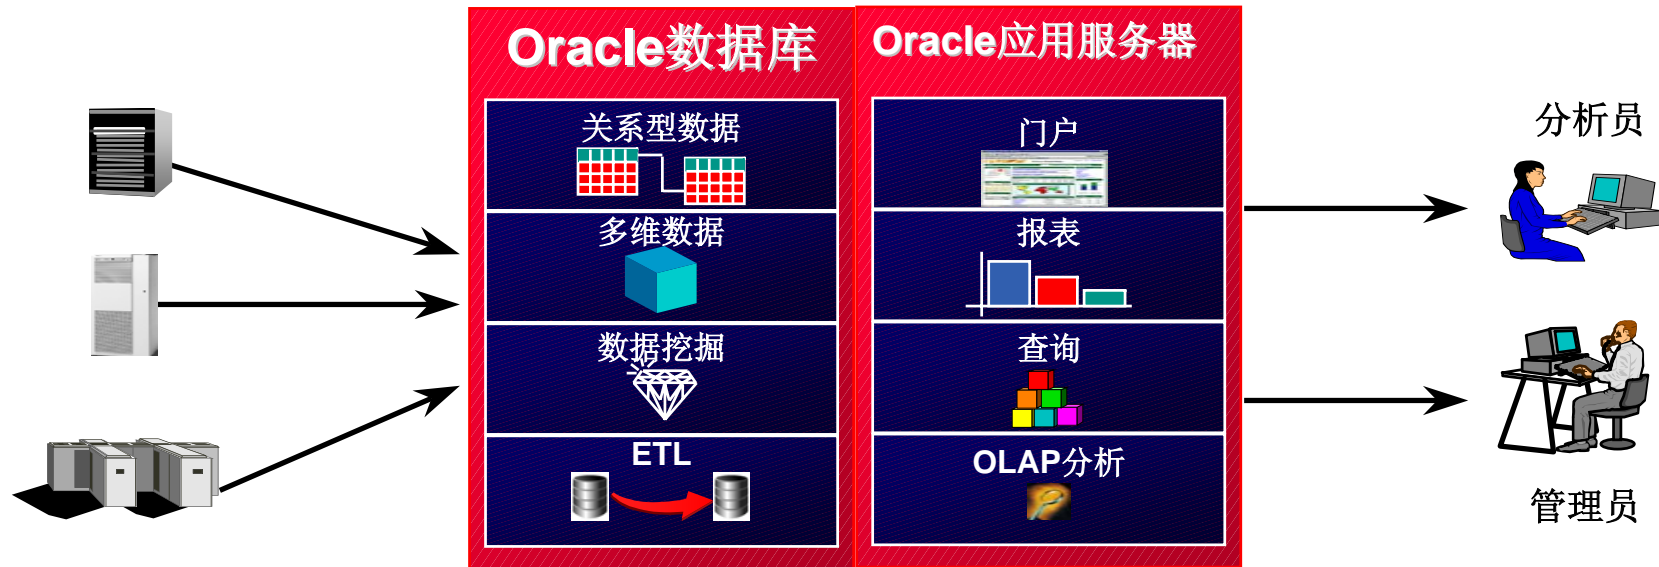 Oracle数据库
关系型数据
多维数据
数据挖掘
ETL
Oracle应用服务器
门户
报表
查询
OLAP分析
分析员
管理员